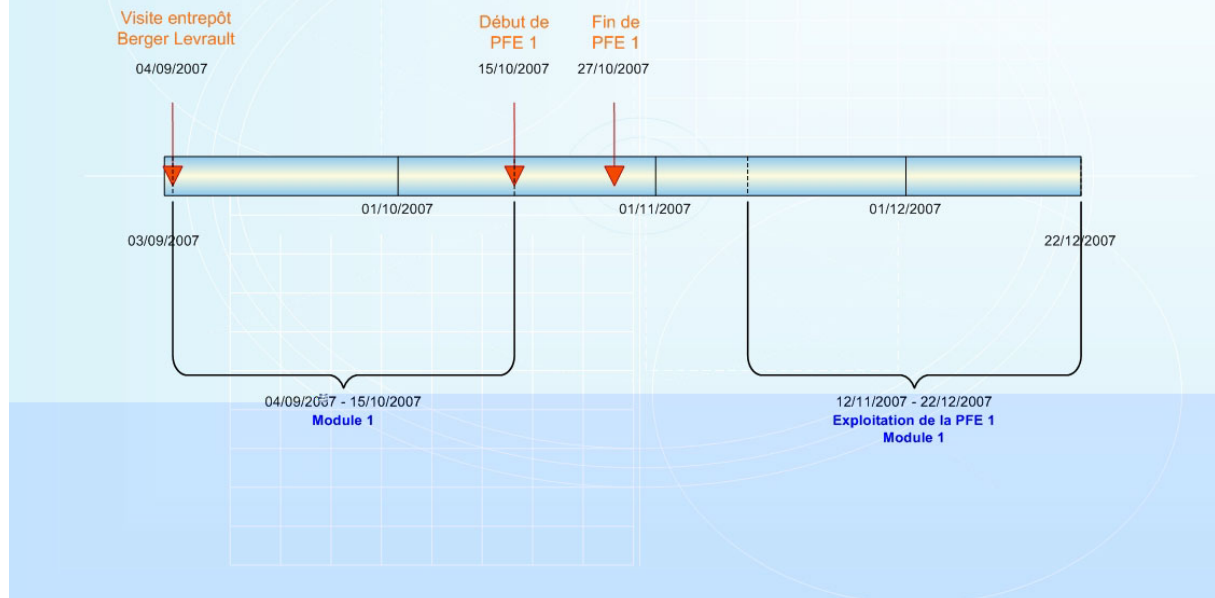 Visite entrepôt
Berger Levrault
04/09/2007
Début de
PFE 1
15/10/2007
Fin de
PFE 1
27/10/2007
01/10/2007
01/11/2007
01/12/2007
03/09/2007
22/12/2007
04/09/2007 - 15/10/2007
Module 1
12/11/2007 - 22/12/2007
Exploitation de la PFE 1
Module 1